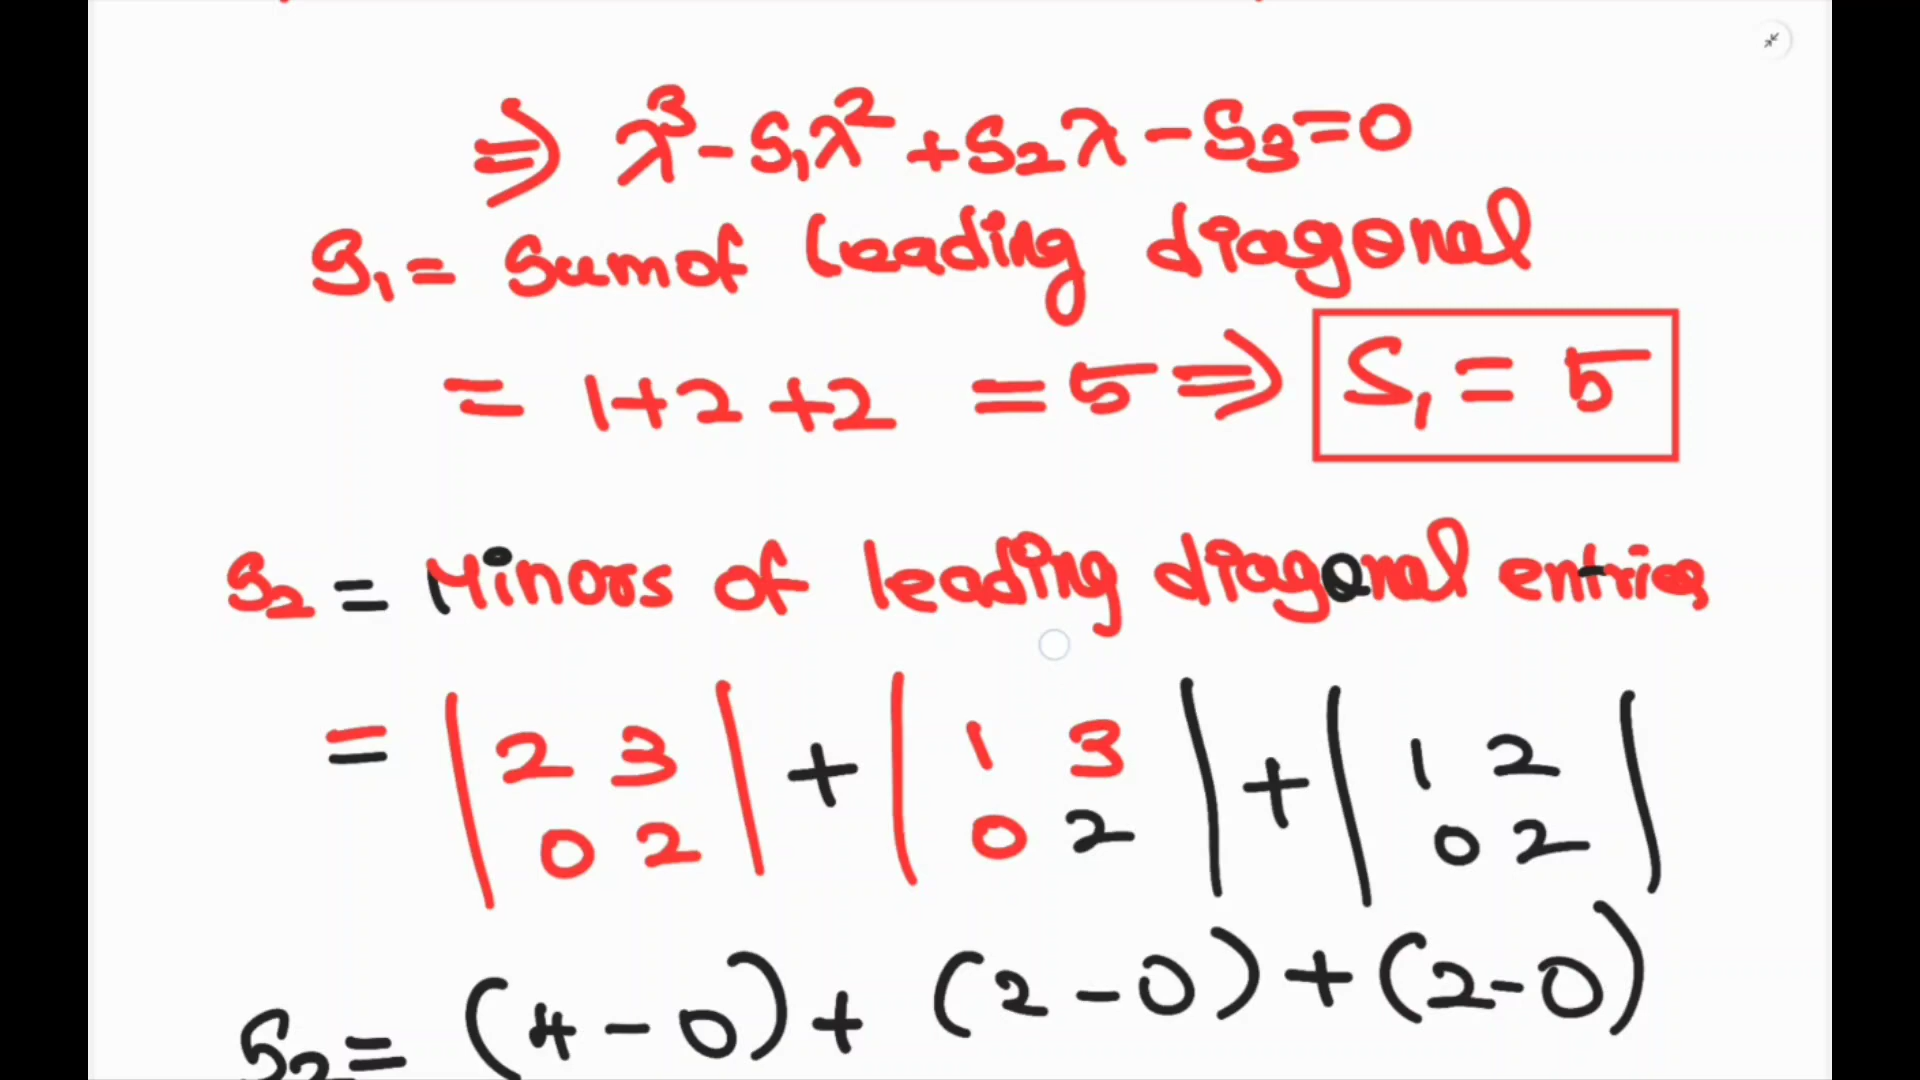 ⇒ λ³ - S₁λ² + S₂λ - S₃ = 0
S₁ = Sum of leading diagonal
= 1+2+2 = 5 ⇒ S₁ = 5
S₂ = Minors of leading diagonal entries
= | 2 3 | + | 1 3 | + | 1 2 |
| 0 2 | | 0 2 | | 0 2 |
S₂ = (4-0) + (2-0) + (2-0)